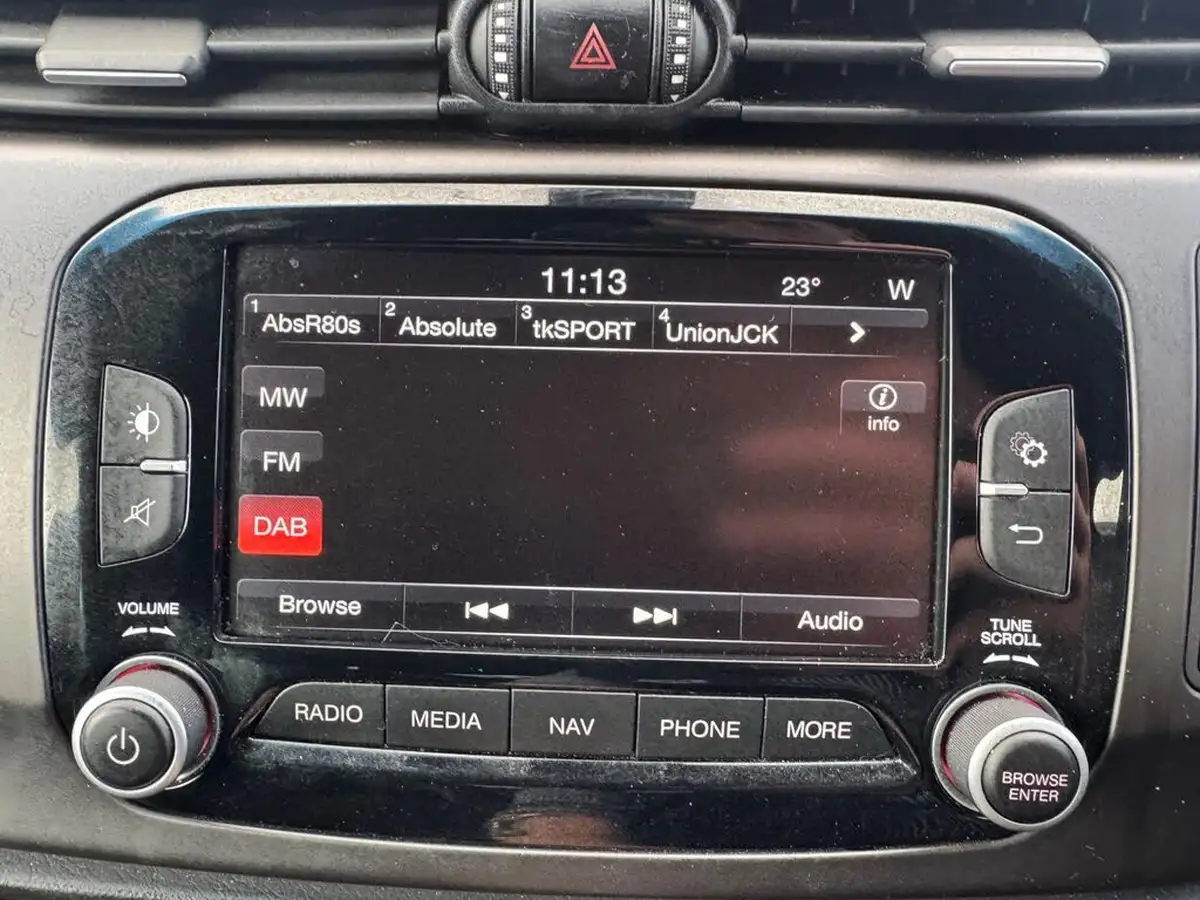 11:13 23° W
1 AbsR80s 2 Absolute 3 tkSPORT 4 UnionJCK
MW
info
FM
DAB
Browse Audio
VOLUME
TUNE
SCROLL
RADIO MEDIA NAV PHONE MORE
BROWSE
ENTER